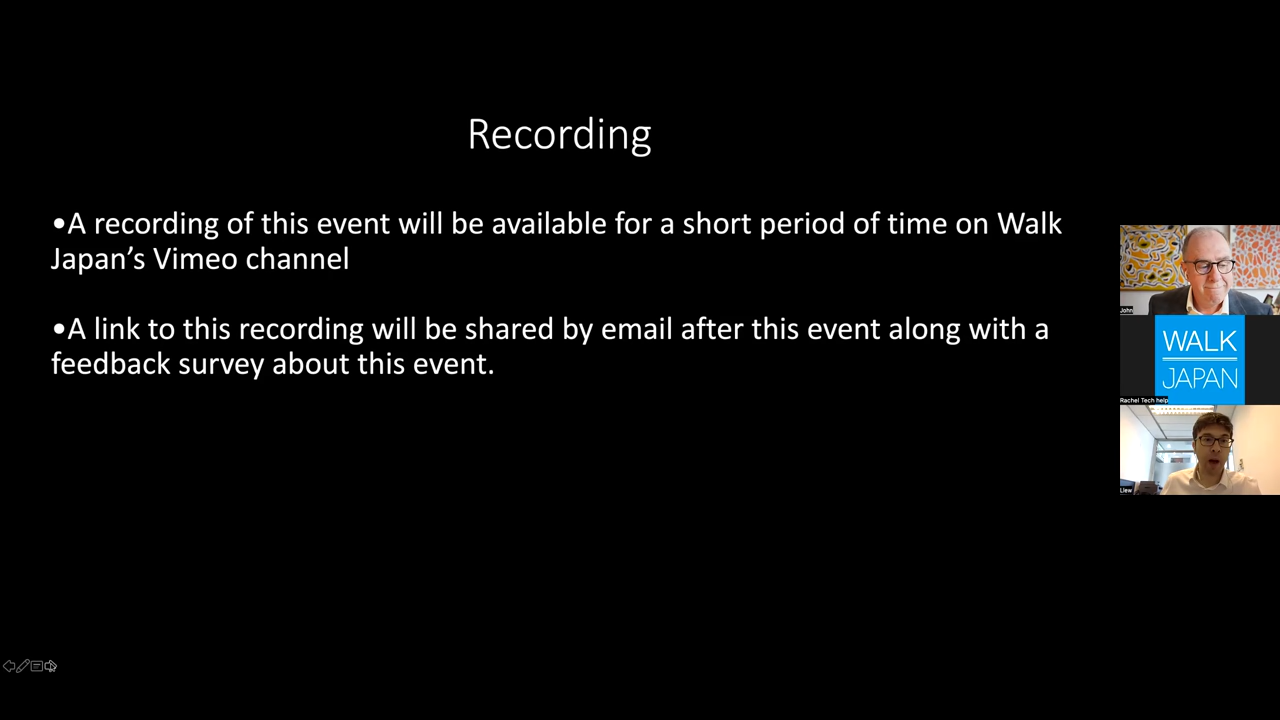 Recording
•A recording of this event will be available for a short period of time on Walk
Japan’s Vimeo channel
•A link to this recording will be shared by email after this event along with a
feedback survey about this event.
John
WALK
JAPAN
Rachel Tech help
Llew